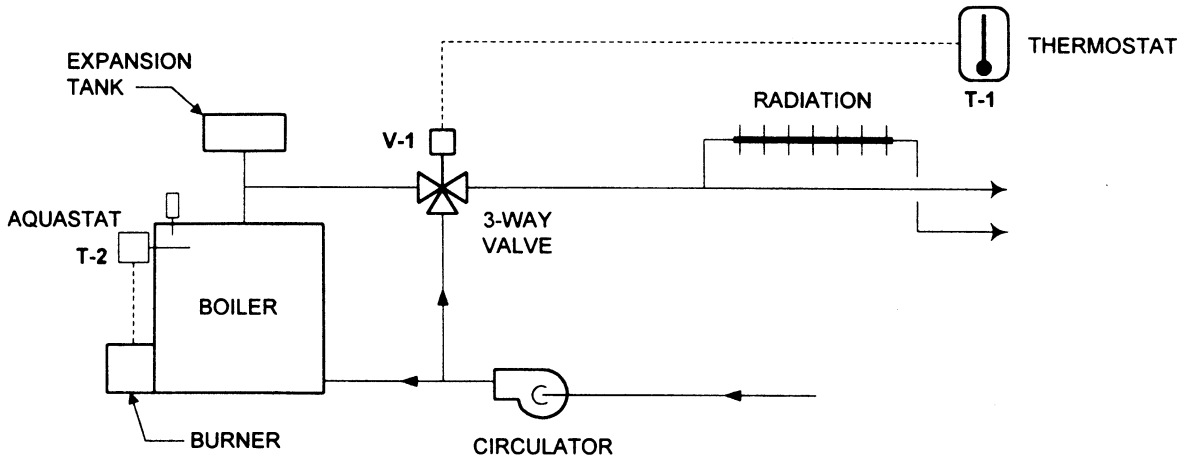 EXPANSION
TANK
THERMOSTAT
T-1
RADIATION
V-1
AQUASTAT
T-2
3-WAY
VALVE
BOILER
BURNER
CIRCULATOR